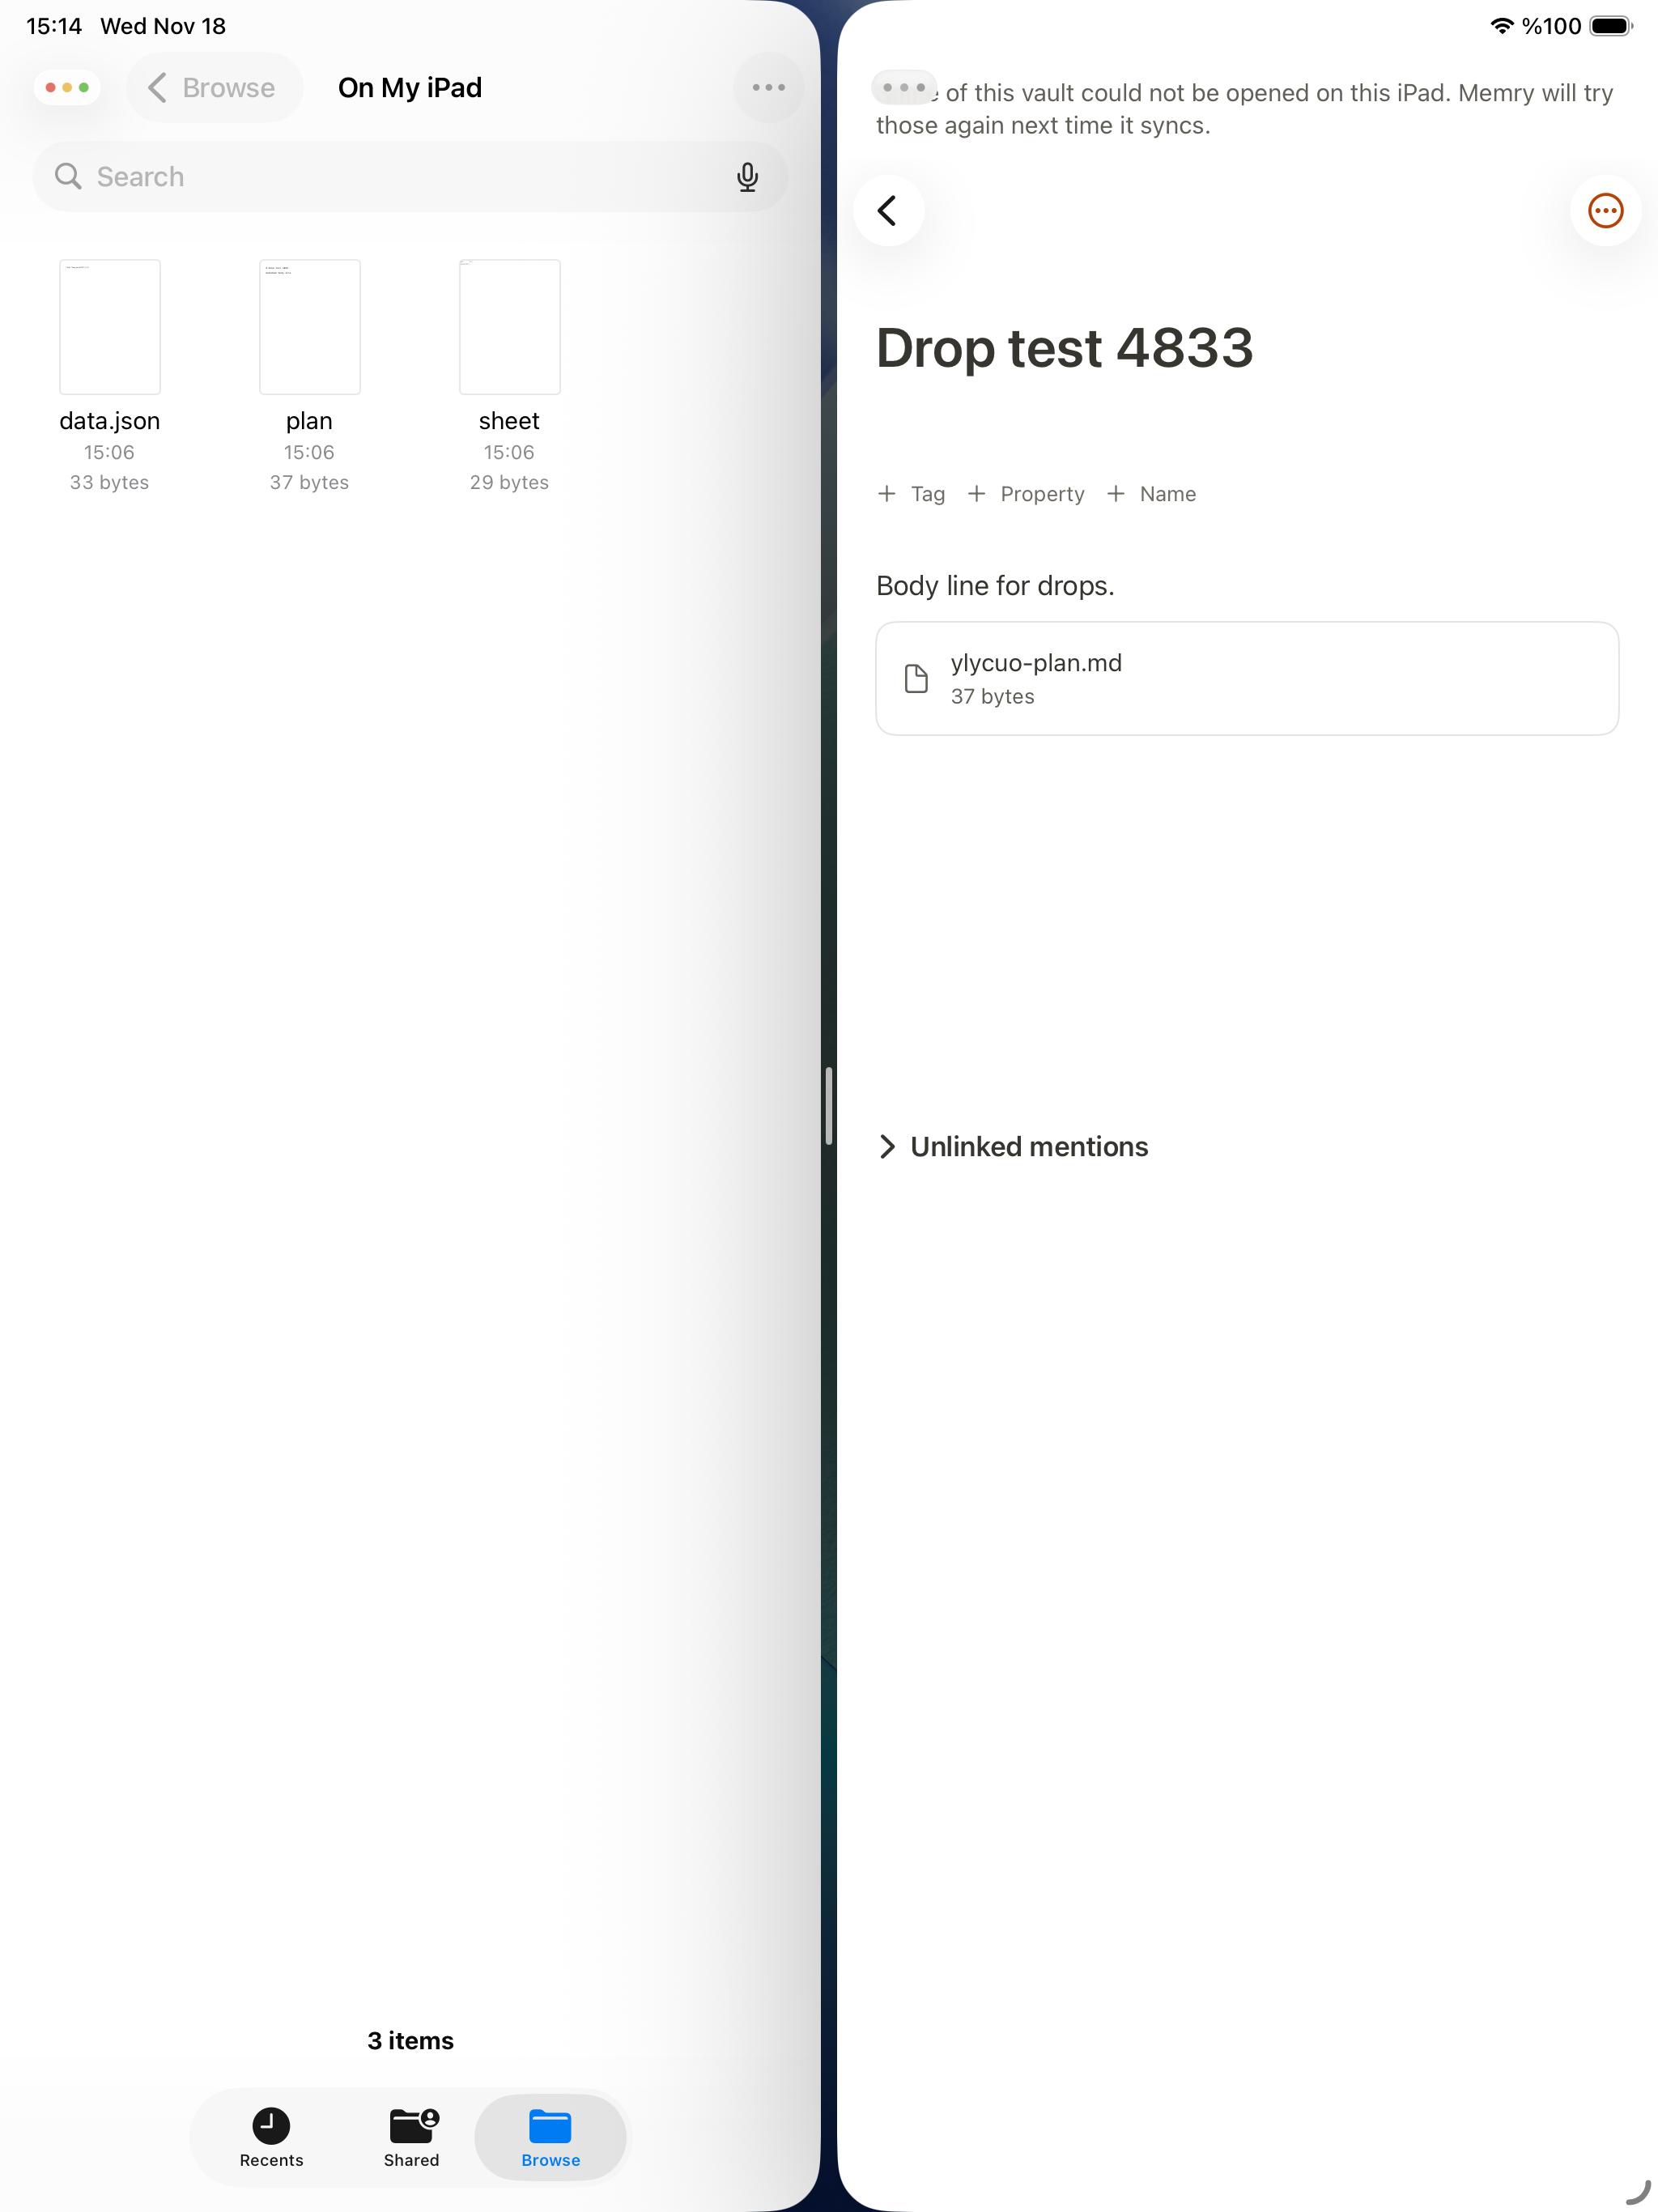 15:14 Wed Nov 18
%100
Browse
On My iPad
Search
data.json
15:06
33 bytes
plan
15:06
37 bytes
sheet
15:06
29 bytes
3 items
Recents
Shared
Browse
of this vault could not be opened on this iPad. Memry will try
those again next time it syncs.
Drop test 4833
+ Tag + Property + Name
Body line for drops.
ylycuo-plan.md
37 bytes
Unlinked mentions